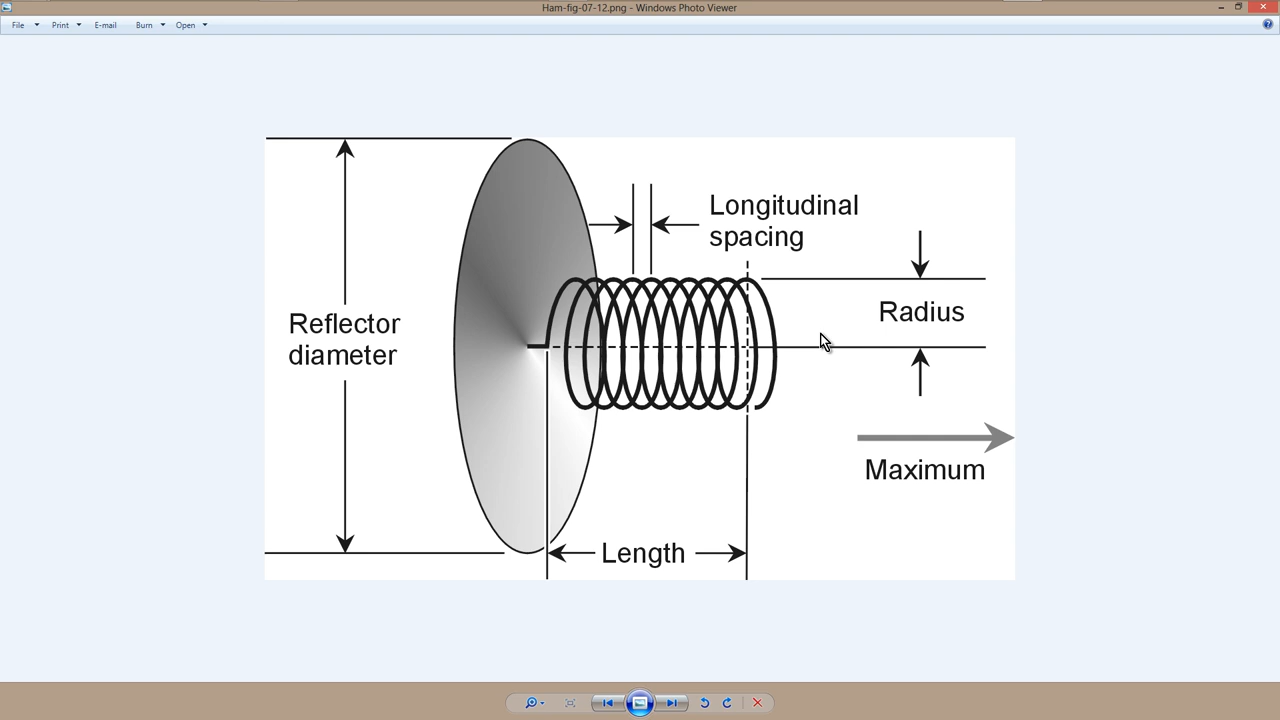 Ham-fig-07-12.png - Windows Photo Viewer
File Print E-mail Burn Open
Longitudinal
spacing
Radius
Reflector
diameter
Maximum
Length